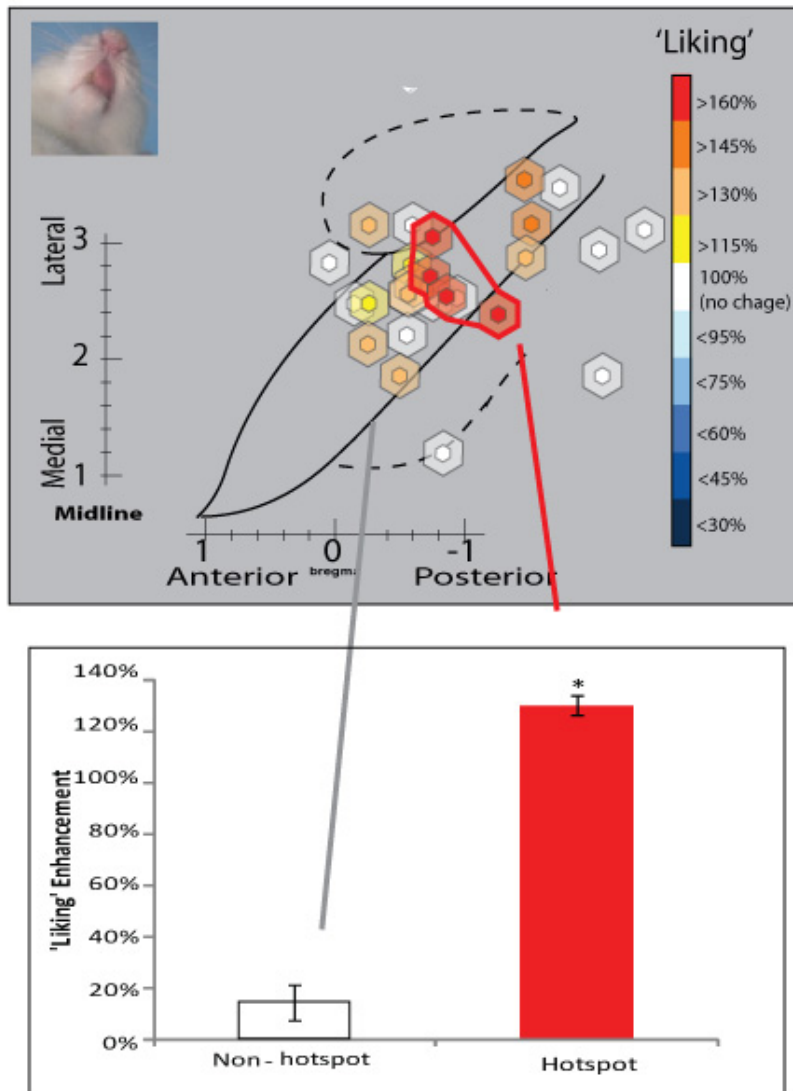 'Liking'
>160%
>145%
>130%
>115%
100%
(no chage)
<95%
<75%
<60%
<45%
<30%
Lateral
Medial
3
2
1
Midline
1
0
-1
Anterior
bregm
Posterior
140%
120%
100%
80%
60%
40%
20%
0%
'Liking' Enhancement
*
Non-hotspot
Hotspot